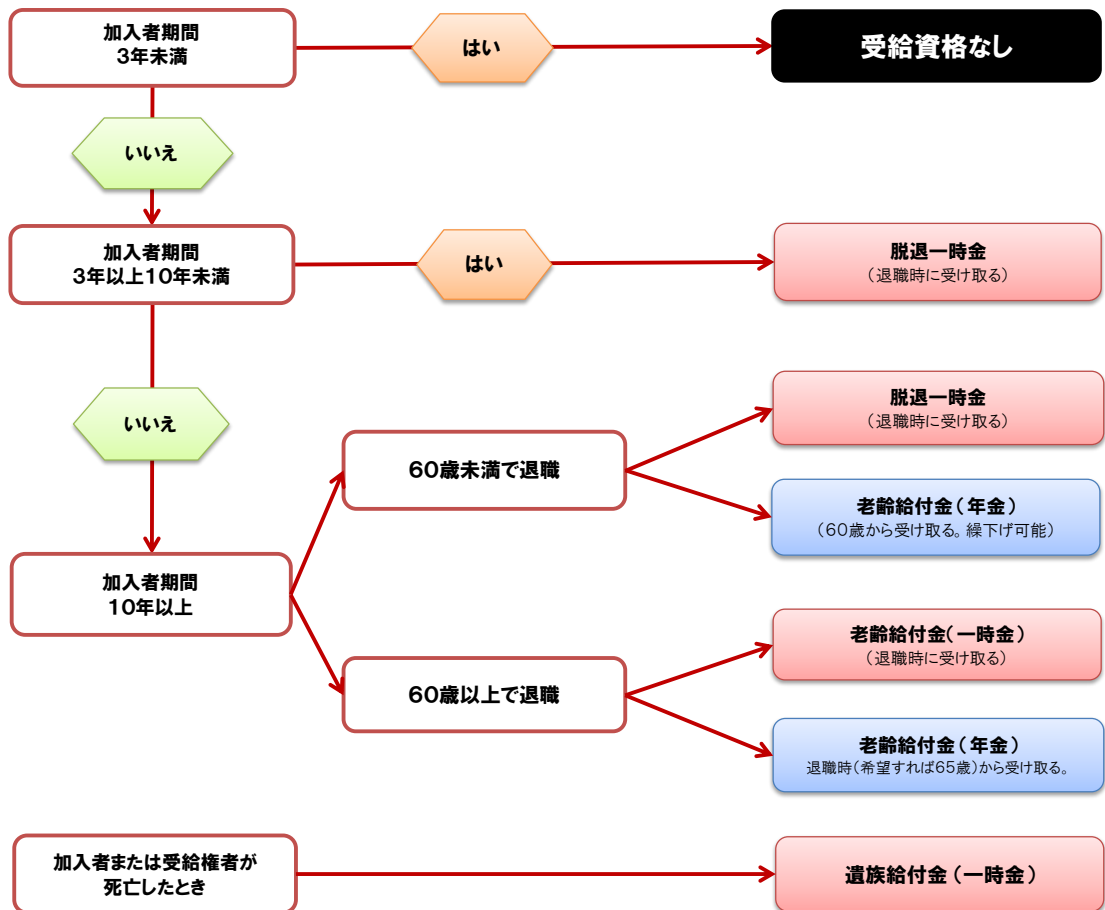 加入者期間
3年未満
はい
受給資格なし
いいえ
加入者期間
3年以上10年未満
はい
脱退一時金
（退職時に受け取る）
いいえ
60歳未満で退職
脱退一時金
（退職時に受け取る）
老齢給付金（年金）
（60歳から受け取る。繰下げ可能）
加入者期間
10年以上
60歳以上で退職
老齢給付金（一時金）
（退職時に受け取る）
老齢給付金（年金）
退職時（希望すれば65歳）から受け取る。
加入者または受給権者が
死亡したとき
遺族給付金（一時金）